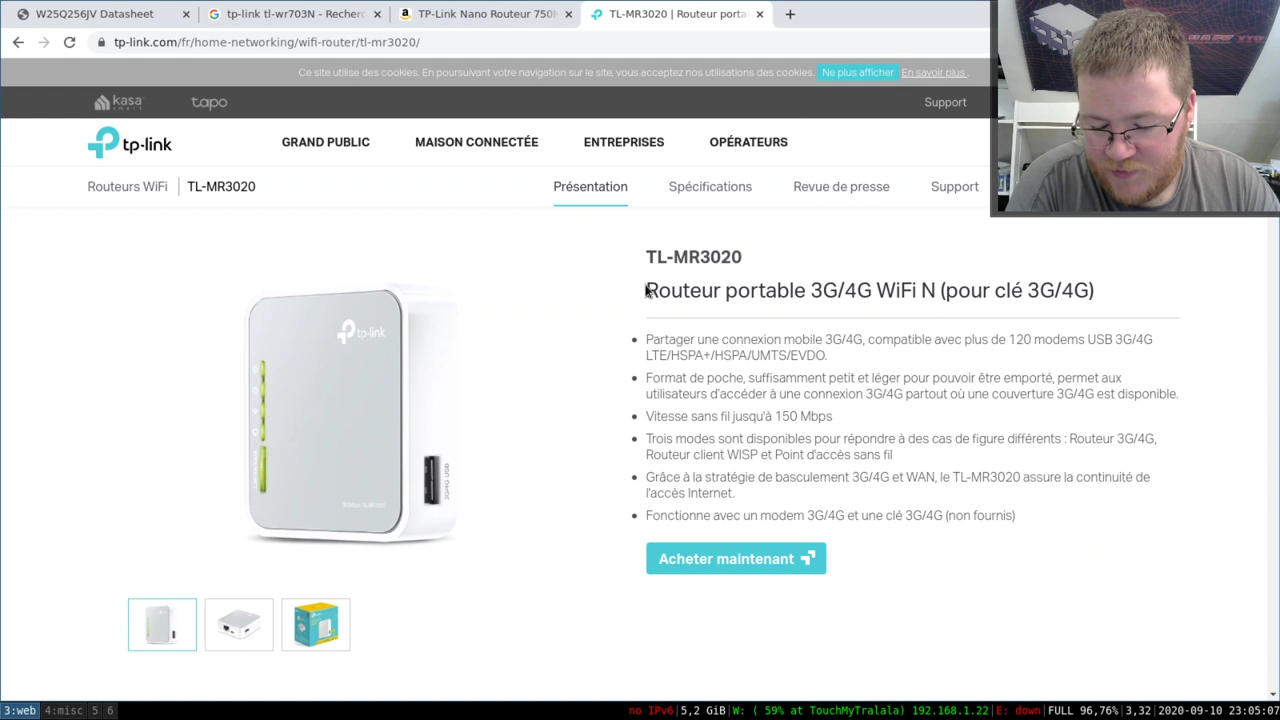 W25Q256JV Datasheet
tp-link tl-wr703N - Recherc
TP-Link Nano Routeur 750M
TL-MR3020 | Routeur porta
tp-link.com/fr/home-networking/wifi-router/tl-mr3020/
Ce site utilise des cookies. En poursuivant votre navigation sur le site, vous acceptez nos utilisations des cookies. Ne plus afficher En savoir plus .
kasa smart tapo Support
tp-link GRAND PUBLIC MAISON CONNECTÉE ENTREPRISES OPÉRATEURS
Routeurs WiFi TL-MR3020 Présentation Spécifications Revue de presse Support
TL-MR3020
Routeur portable 3G/4G WiFi N (pour clé 3G/4G)
Partager une connexion mobile 3G/4G, compatible avec plus de 120 modems USB 3G/4G
LTE/HSPA+/HSPA/UMTS/EVDO.
Format de poche, suffisamment petit et léger pour pouvoir être emporté, permet aux
utilisateurs d'accéder à une connexion 3G/4G partout où une couverture 3G/4G est disponible.
Vitesse sans fil jusqu'à 150 Mbps
Trois modes sont disponibles pour répondre à des cas de figure différents : Routeur 3G/4G,
Routeur client WISP et Point d'accès sans fil
Grâce à la stratégie de basculement 3G/4G et WAN, le TL-MR3020 assure la continuité de
l'accès Internet.
Fonctionne avec un modem 3G/4G et une clé 3G/4G (non fournis)
Acheter maintenant
tp-link
3G/4G USB
3:web 4:misc 5 6
no IPv6|5,2 GiB|W: ( 59% at TouchMyTralala) 192.168.1.22|E: down|FULL 96,76%|3,32|2020-09-10 23:05:07